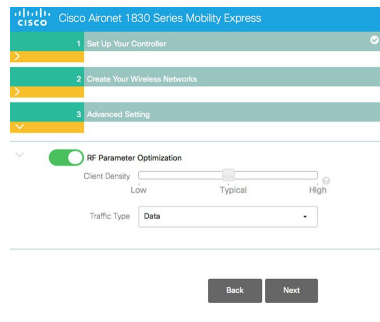 CISCO Cisco Aironet 1830 Series Mobility Express
1 Set Up Your Controller
2 Create Your Wireless Networks
3 Advanced Setting
RF Parameter Optimization
Client Density
Low Typical High
Traffic Type Data
Back Next